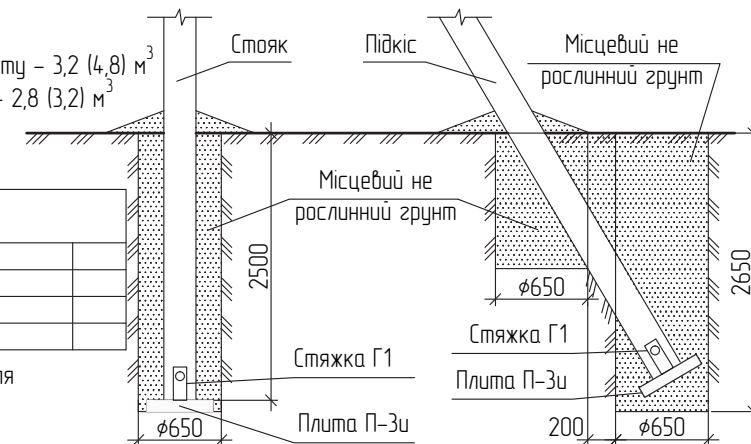 ту – 3,2 (4,8) м³
– 2,8 (3,2) м³
Стояк
Підкіс
Місцевий не
рослинний грунт
Місцевий не
рослинний грунт
2500
2650
ϕ650
Стяжка Г1
Стяжка Г1
Плита П-3и
Плита П-3и
ϕ650
200
ϕ650
ля